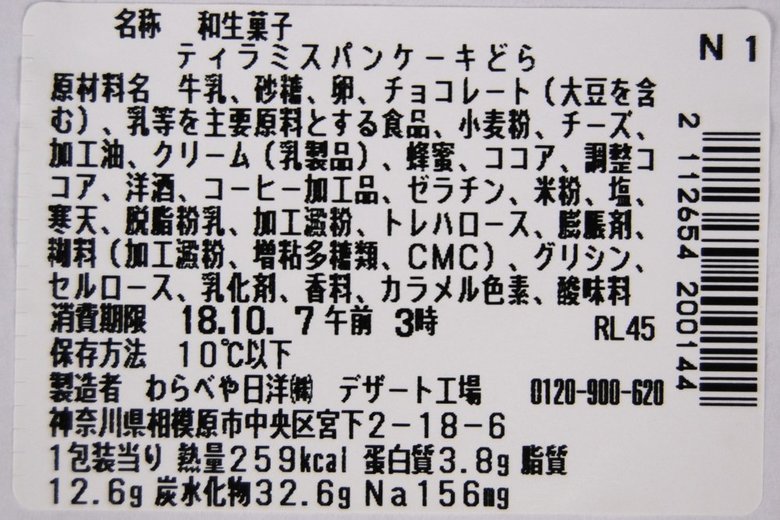 名称 和生菓子
ティラミスパンケーキどら
N1
原材料名 牛乳、砂糖、卵、チョコレート（大豆を含
む）、乳等を主要原料とする食品、小麦粉、チーズ、
加工油、クリーム（乳製品）、蜂蜜、ココア、調整コ
コア、洋酒、コーヒー加工品、ゼラチン、米粉、塩、
寒天、脱脂粉乳、加工澱粉、トレハロース、膨脹剤、
糊料（加工澱粉、増粘多糖類、CMC）、グリシン、
セルロース、乳化剤、香料、カラメル色素、酸味料
消費期限 18.10. 7午前 3時
RL45
保存方法 10℃以下
製造者 わらべや日洋㈱ デザート工場 0120-900-620
神奈川県相模原市中央区宮下2-18-6
1包装当り 熱量259kcal 蛋白質3.8g 脂質
12.6g 炭水化物32.6g Na156mg
2 112654 200144